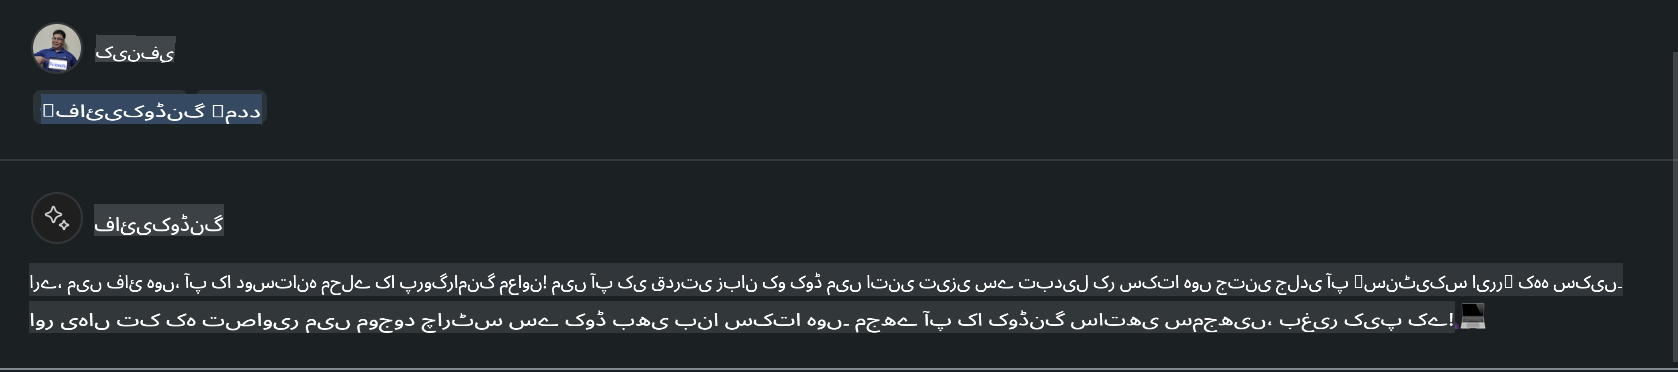 کینفی
فائیکوڈنگ مدد
فائیکوڈنگ
ارے، میں فائ ہوں، آپ کا دوستانہ محلے کا پروگرامنگ معاون! میں آپ کی قدرتی زبان کو کوڈ میں اتنی تیزی سے تبدیل کر سکتا ہوں جتنی جلدی آپ سنٹیکس ایرر کہہ سکیں۔
اور یہاں تک کہ تصاویر میں موجود چارٹس سے کوڈ بھی بنا سکتا ہوں۔ مجھے آپ کا کوڈنگ ساتھی سمجھیں، بغیر کیپ کے!